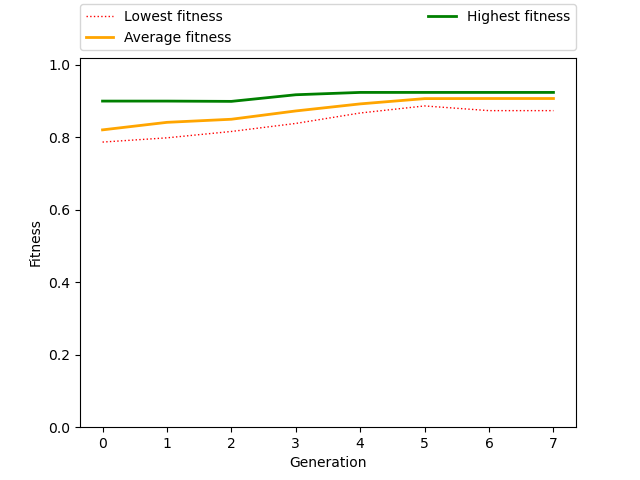 Lowest fitness
Average fitness
Highest fitness
1.0
0.8
0.6
0.4
0.2
0.0
Fitness
0 1 2 3 4 5 6 7
Generation